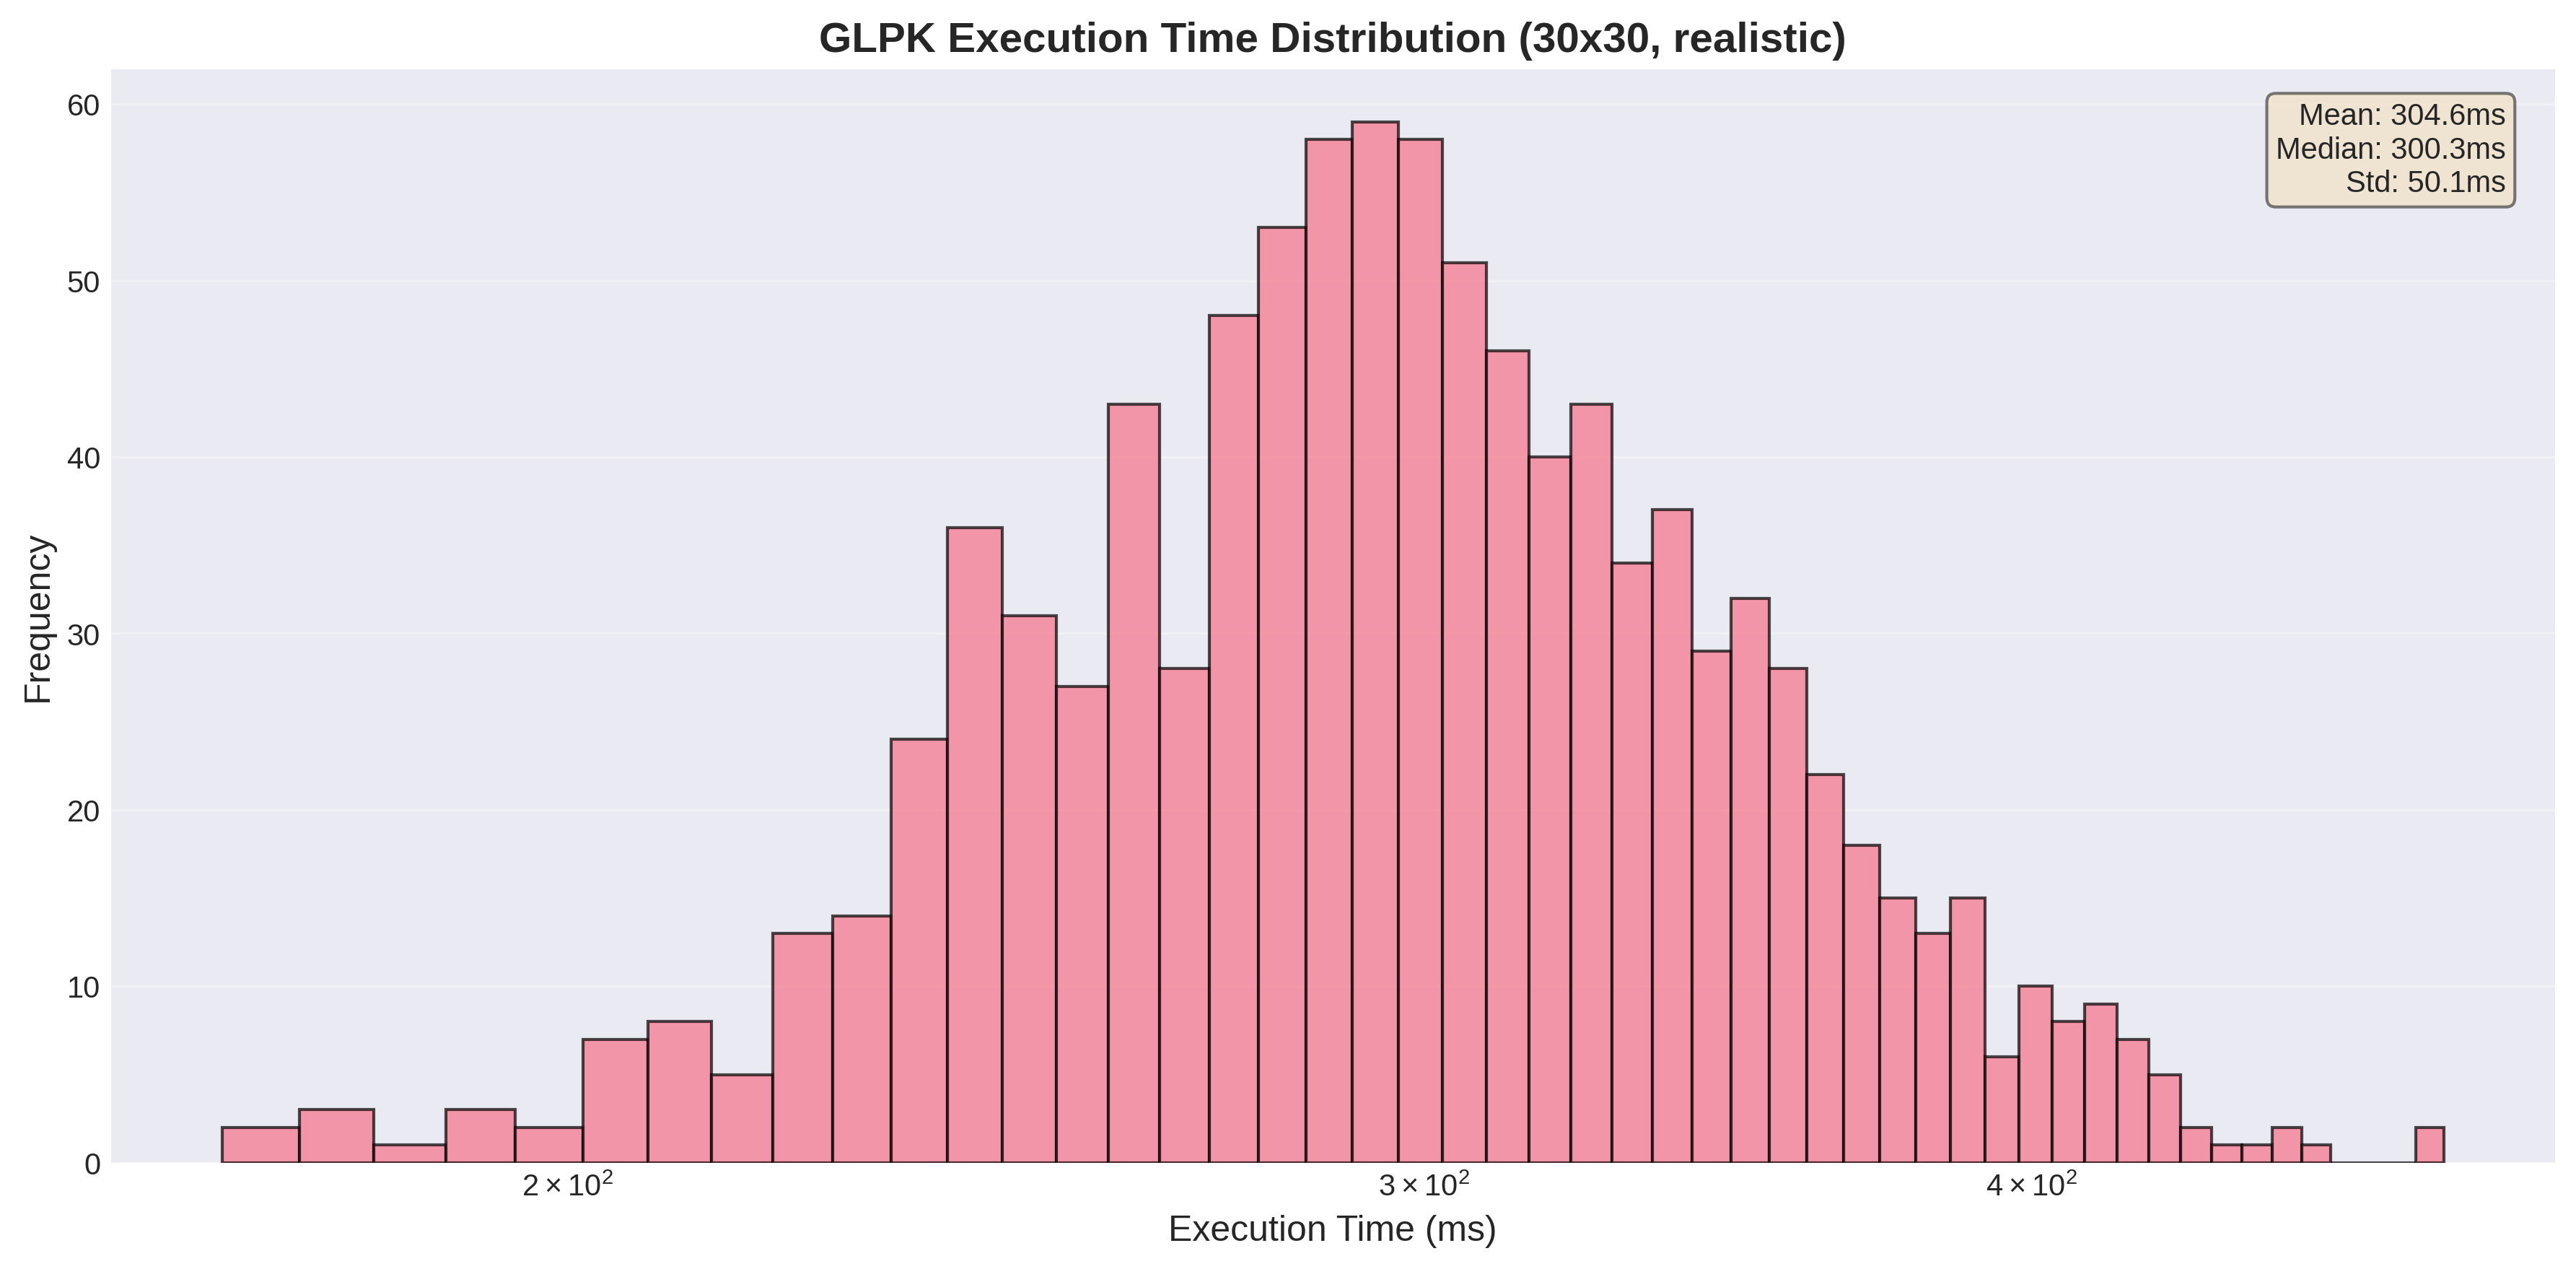 GLPK Execution Time Distribution (30x30, realistic)
Mean: 304.6ms
Median: 300.3ms
Std: 50.1ms
Frequency
60
50
40
30
20
10
0
2 × 10² 3 × 10² 4 × 10²
Execution Time (ms)